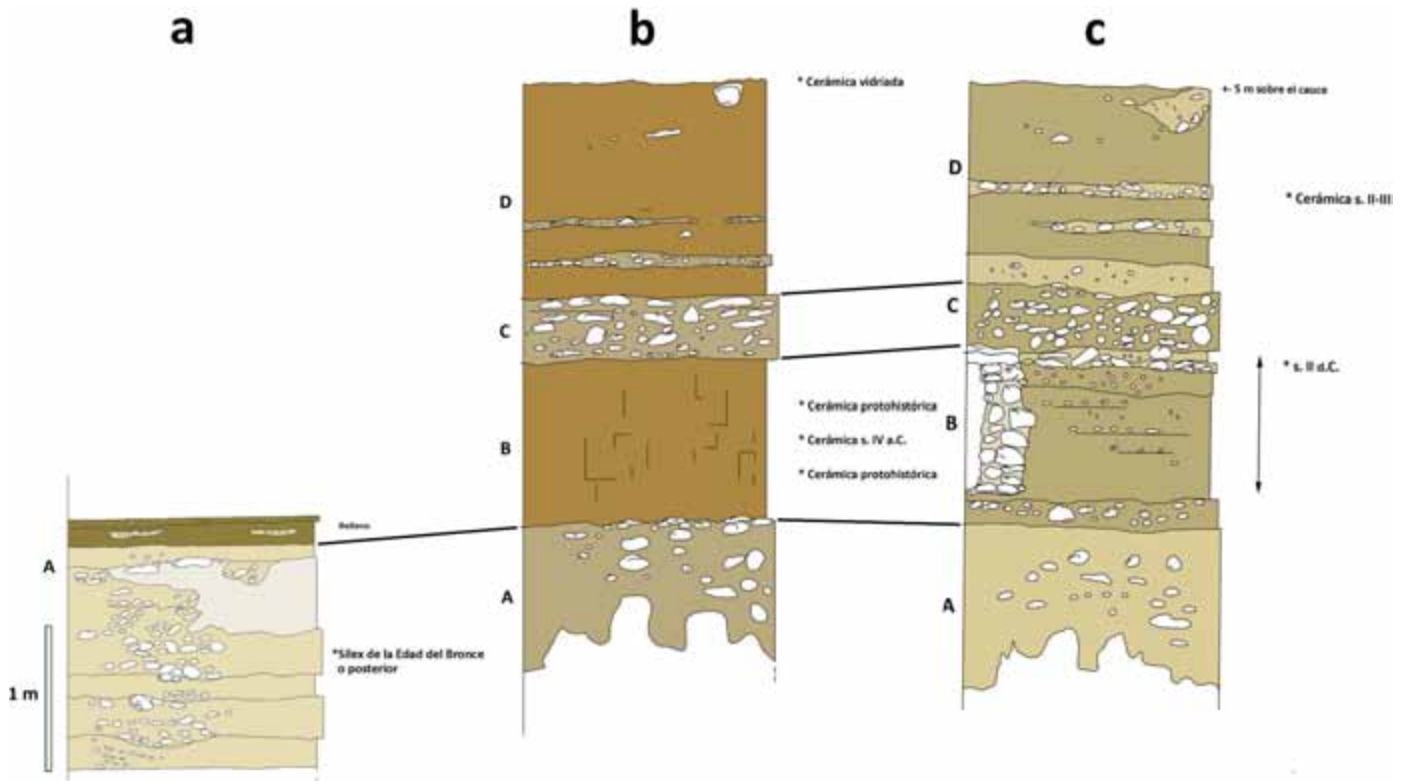 a
b
c
* Cerámica vidriada
← 5 m sobre el cauce
D
D
* Cerámica s. II-III
C
C
* s. II d.C.
* Cerámica protohistórica
B
B
* Cerámica s. IV a.C.
* Cerámica protohistórica
Relleno
A
A
A
*Sílex de la Edad del Bronce
o posterior
1 m